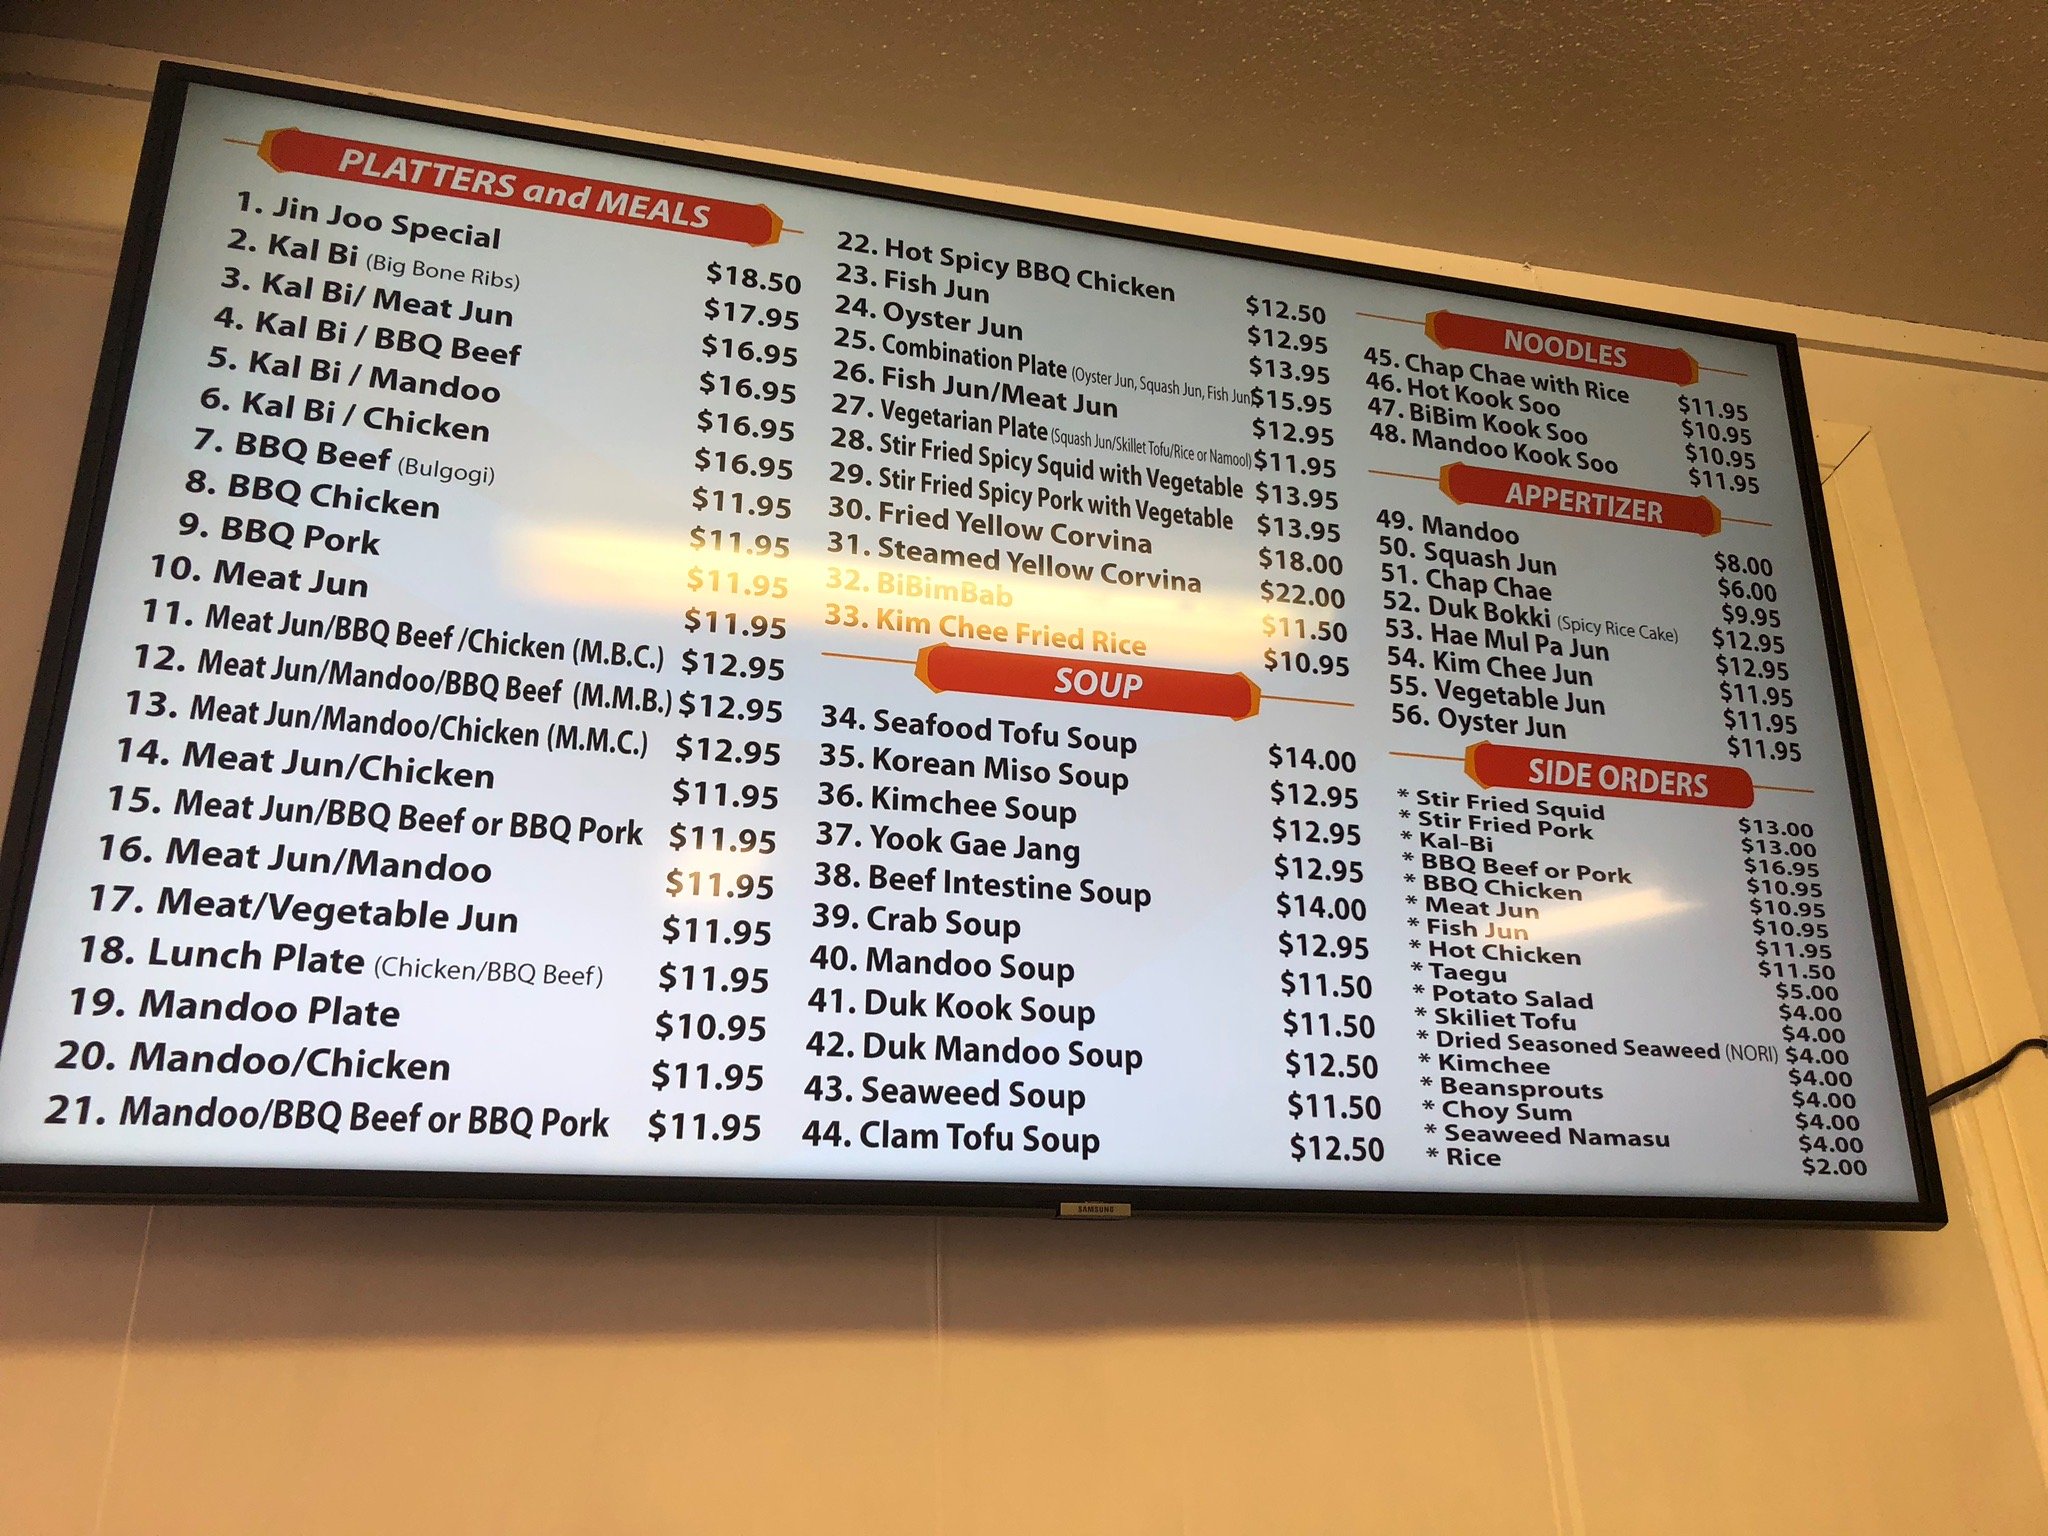 PLATTERS and MEALS
1. Jin Joo Special $18.50
2. Kal Bi (Big Bone Ribs) $17.95
3. Kal Bi/ Meat Jun $16.95
4. Kal Bi / BBQ Beef $16.95
5. Kal Bi / Mandoo $16.95
6. Kal Bi / Chicken $16.95
7. BBQ Beef (Bulgogi) $11.95
8. BBQ Chicken $11.95
9. BBQ Pork $11.95
10. Meat Jun $11.95
11. Meat Jun/BBQ Beef /Chicken (M.B.C.) $12.95
12. Meat Jun/Mandoo/BBQ Beef (M.M.B.) $12.95
13. Meat Jun/Mandoo/Chicken (M.M.C.) $12.95
14. Meat Jun/Chicken $11.95
15. Meat Jun/BBQ Beef or BBQ Pork $11.95
16. Meat Jun/Mandoo $11.95
17. Meat/Vegetable Jun $11.95
18. Lunch Plate (Chicken/BBQ Beef) $11.95
19. Mandoo Plate $10.95
20. Mandoo/Chicken $11.95
21. Mandoo/BBQ Beef or BBQ Pork $11.95
22. Hot Spicy BBQ Chicken $12.50
23. Fish Jun $12.95
24. Oyster Jun $13.95
25. Combination Plate (Oyster Jun, Squash Jun, Fish Jun $15.95
26. Fish Jun/Meat Jun $12.95
27. Vegetarian Plate (Squash Jun/Skillet Tofu/Rice or Namool) $11.95
28. Stir Fried Spicy Squid with Vegetable $13.95
29. Stir Fried Spicy Pork with Vegetable $13.95
30. Fried Yellow Corvina $18.00
31. Steamed Yellow Corvina $22.00
32. BiBimBab $11.50
33. Kim Chee Fried Rice $10.95
SOUP
34. Seafood Tofu Soup $14.00
35. Korean Miso Soup $12.95
36. Kimchee Soup $12.95
37. Yook Gae Jang $12.95
38. Beef Intestine Soup $14.00
39. Crab Soup $12.95
40. Mandoo Soup $11.50
41. Duk Kook Soup $11.50
42. Duk Mandoo Soup $12.50
43. Seaweed Soup $11.50
44. Clam Tofu Soup $12.50
NOODLES
45. Chap Chae with Rice $11.95
46. Hot Kook Soo $10.95
47. BiBim Kook Soo $10.95
48. Mandoo Kook Soo $11.95
APPERTIZER
49. Mandoo $8.00
50. Squash Jun $6.00
51. Chap Chae $9.95
52. Duk Bokki (Spicy Rice Cake) $12.95
53. Hae Mul Pa Jun $12.95
54. Kim Chee Jun $11.95
55. Vegetable Jun $11.95
56. Oyster Jun $11.95
SIDE ORDERS
* Stir Fried Squid $13.00
* Stir Fried Pork $13.00
* Kal-Bi $16.95
* BBQ Beef or Pork $10.95
* BBQ Chicken $10.95
* Meat Jun $10.95
* Fish Jun $11.95
* Hot Chicken $11.50
* Taegu $5.00
* Potato Salad $4.00
* Skiliet Tofu $4.00
* Dried Seasoned Seaweed (NORI) $4.00
* Kimchee $4.00
* Beansprouts $4.00
* Choy Sum $4.00
* Seaweed Namasu $4.00
* Rice $2.00
SAMSUNG